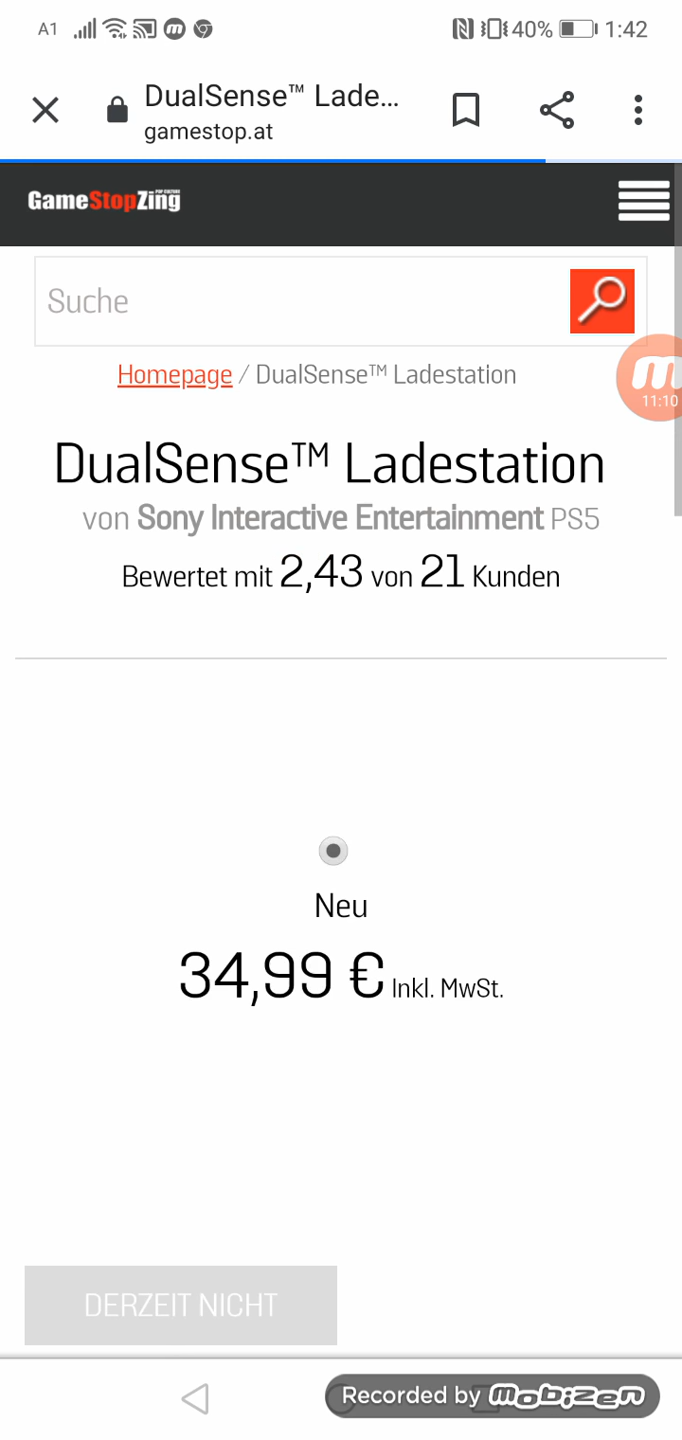 A1 40% 1:42
DualSense™ Lade...
gamestop.at
GameStopZing POP CULTURE
Suche
Homepage / DualSense™ Ladestation
m
11:10
DualSense™ Ladestation
von Sony Interactive Entertainment PS5
Bewertet mit 2,43 von 21 Kunden
Neu
34,99 € Inkl. MwSt.
DERZEIT NICHT
Recorded by mobizen